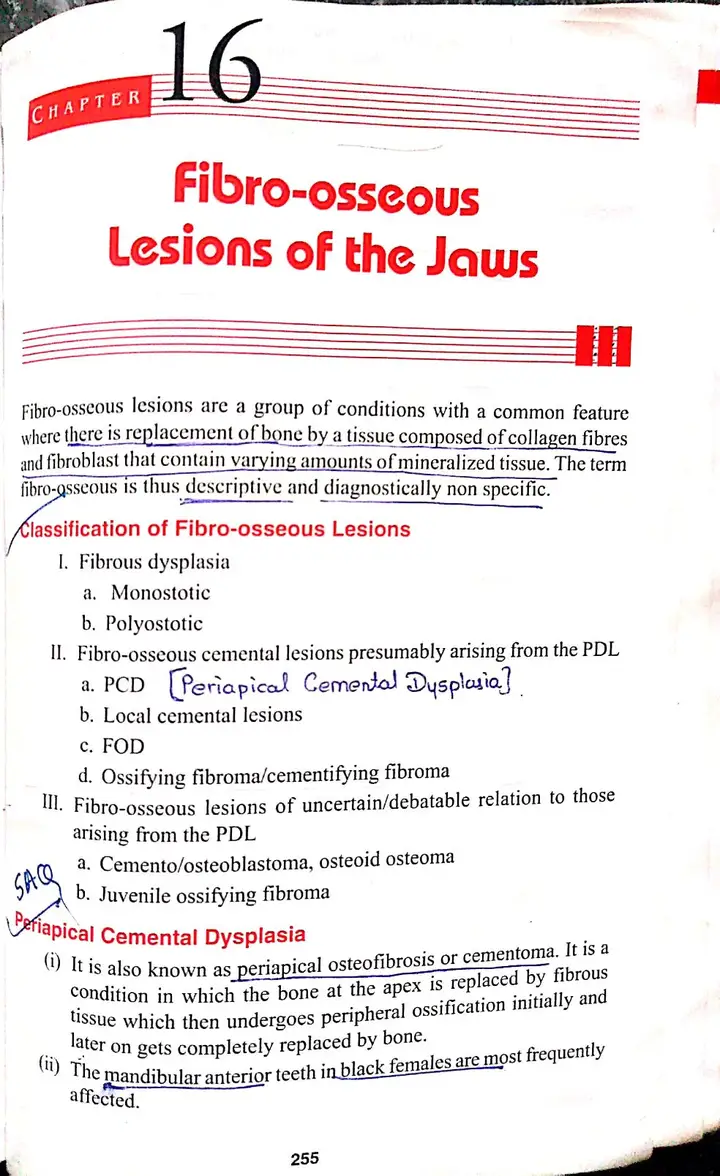 CHAPTER 16
Fibro-osseous
Lesions of the Jaws
Fibro-osseous lesions are a group of conditions with a common feature
where there is replacement of bone by a tissue composed of collagen fibres
and fibroblast that contain varying amounts of mineralized tissue. The term
fibro-osseous is thus descriptive and diagnostically non specific.
Classification of Fibro-osseous Lesions
I. Fibrous dysplasia
a. Monostotic
b. Polyostotic
II. Fibro-osseous cemental lesions presumably arising from the PDL
a. PCD [Periapical Cemental Dysplasia]
b. Local cemental lesions
c. FOD
d. Ossifying fibroma/cementifying fibroma
III. Fibro-osseous lesions of uncertain/debatable relation to those
arising from the PDL
a. Cemento/osteoblastoma, osteoid osteoma
SAQ b. Juvenile ossifying fibroma
Periapical Cemental Dysplasia
(i) It is also known as periapical osteofibrosis or cementoma. It is a
condition in which the bone at the apex is replaced by fibrous
tissue which then undergoes peripheral ossification initially and
later on gets completely replaced by bone.
(ii) The mandibular anterior teeth in black females are most frequently
affected.
255